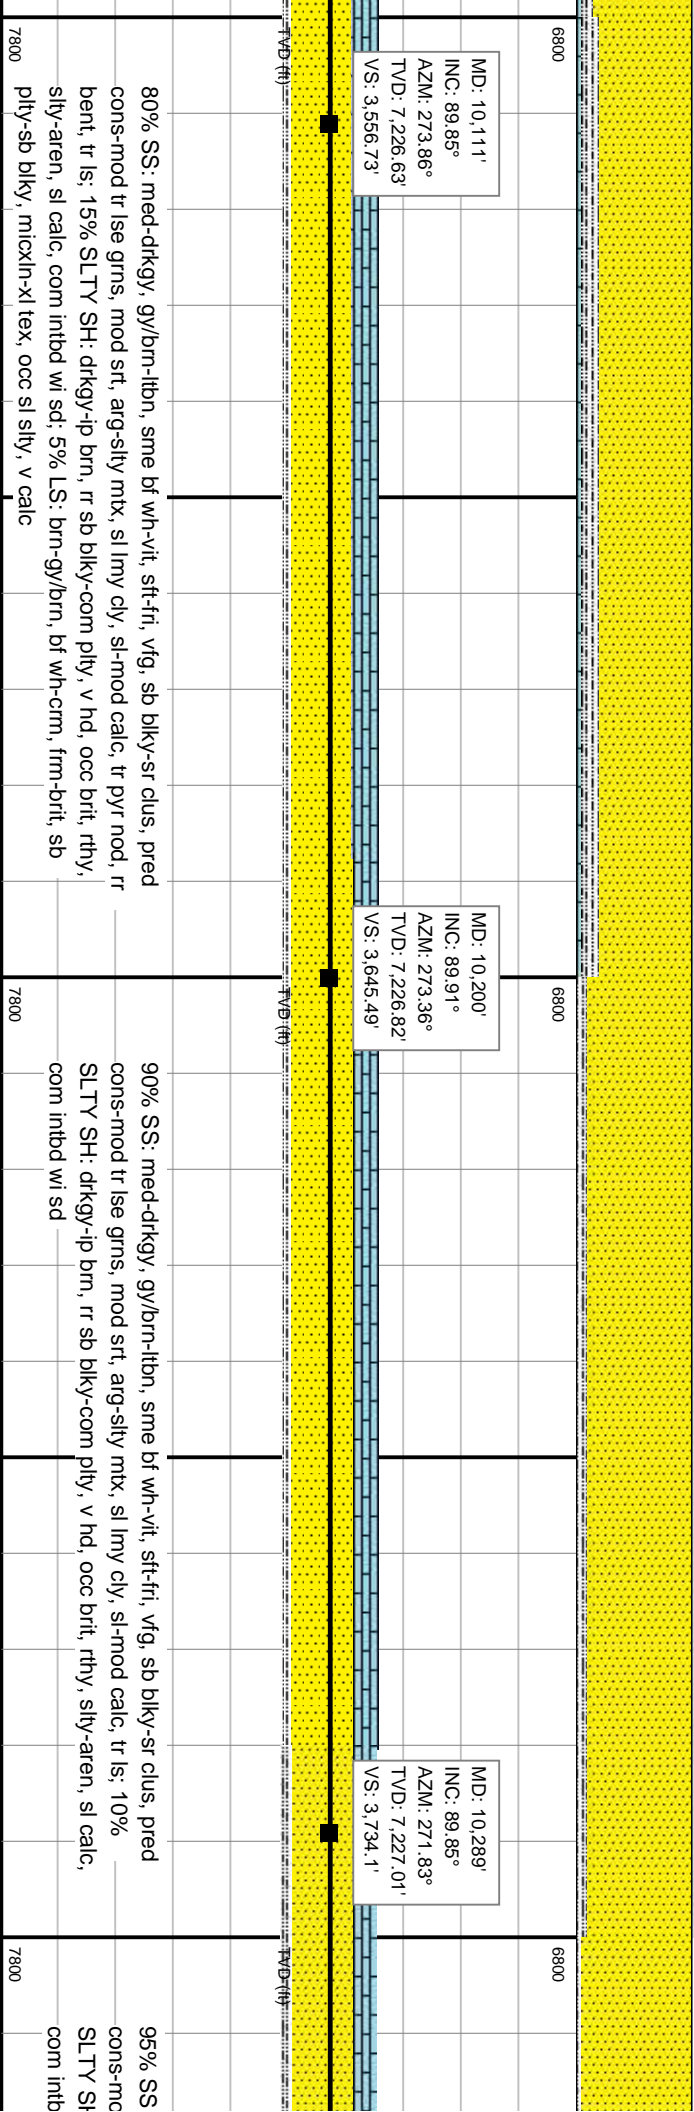 6800
TVD (ft)
7800
MD: 10,111'
INC: 89.85°
AZM: 273.86°
TVD: 7,226.63'
VS: 3,556.73'
80% SS: med-drkgy, gy/brn-ltbn, sme bf wh-vit, sft-fri, vfg, sb blky-sr clus, pred
cons-mod tr lse grns, mod srt, arg-slty mtx, sl lmy cly, sl-mod calc, tr pyr nod, rr
bent, tr ls; 15% SLTY SH: drkgy-ip brn, rr sb blky-com plty, v hd, occ brit, rthy,
slty-aren, sl calc, com intbd wi sd; 5% LS: brn-gy/brn, bf wh-crm, frm-brit, sb
plty-sb blky, micxln-xl tex, occ sl slty, v calc
MD: 10,200'
INC: 89.91°
AZM: 273.36°
TVD: 7,226.82'
VS: 3,645.49'
6800
TVD (ft)
7800
90% SS: med-drkgy, gy/brn-ltbn, sme bf wh-vit, sft-fri, vfg, sb blky-sr clus, pred
cons-mod tr lse grns, mod srt, arg-slty mtx, sl lmy cly, sl-mod calc, tr ls; 10%
SLTY SH: drkgy-ip brn, rr sb blky-com plty, v hd, occ brit, rthy, slty-aren, sl calc,
com intbd wi sd
MD: 10,289'
INC: 89.85°
AZM: 271.83°
TVD: 7,227.01'
VS: 3,734.1'
6800
TVD (ft)
7800
95% SS
cons-mo
SLTY SH
com intb